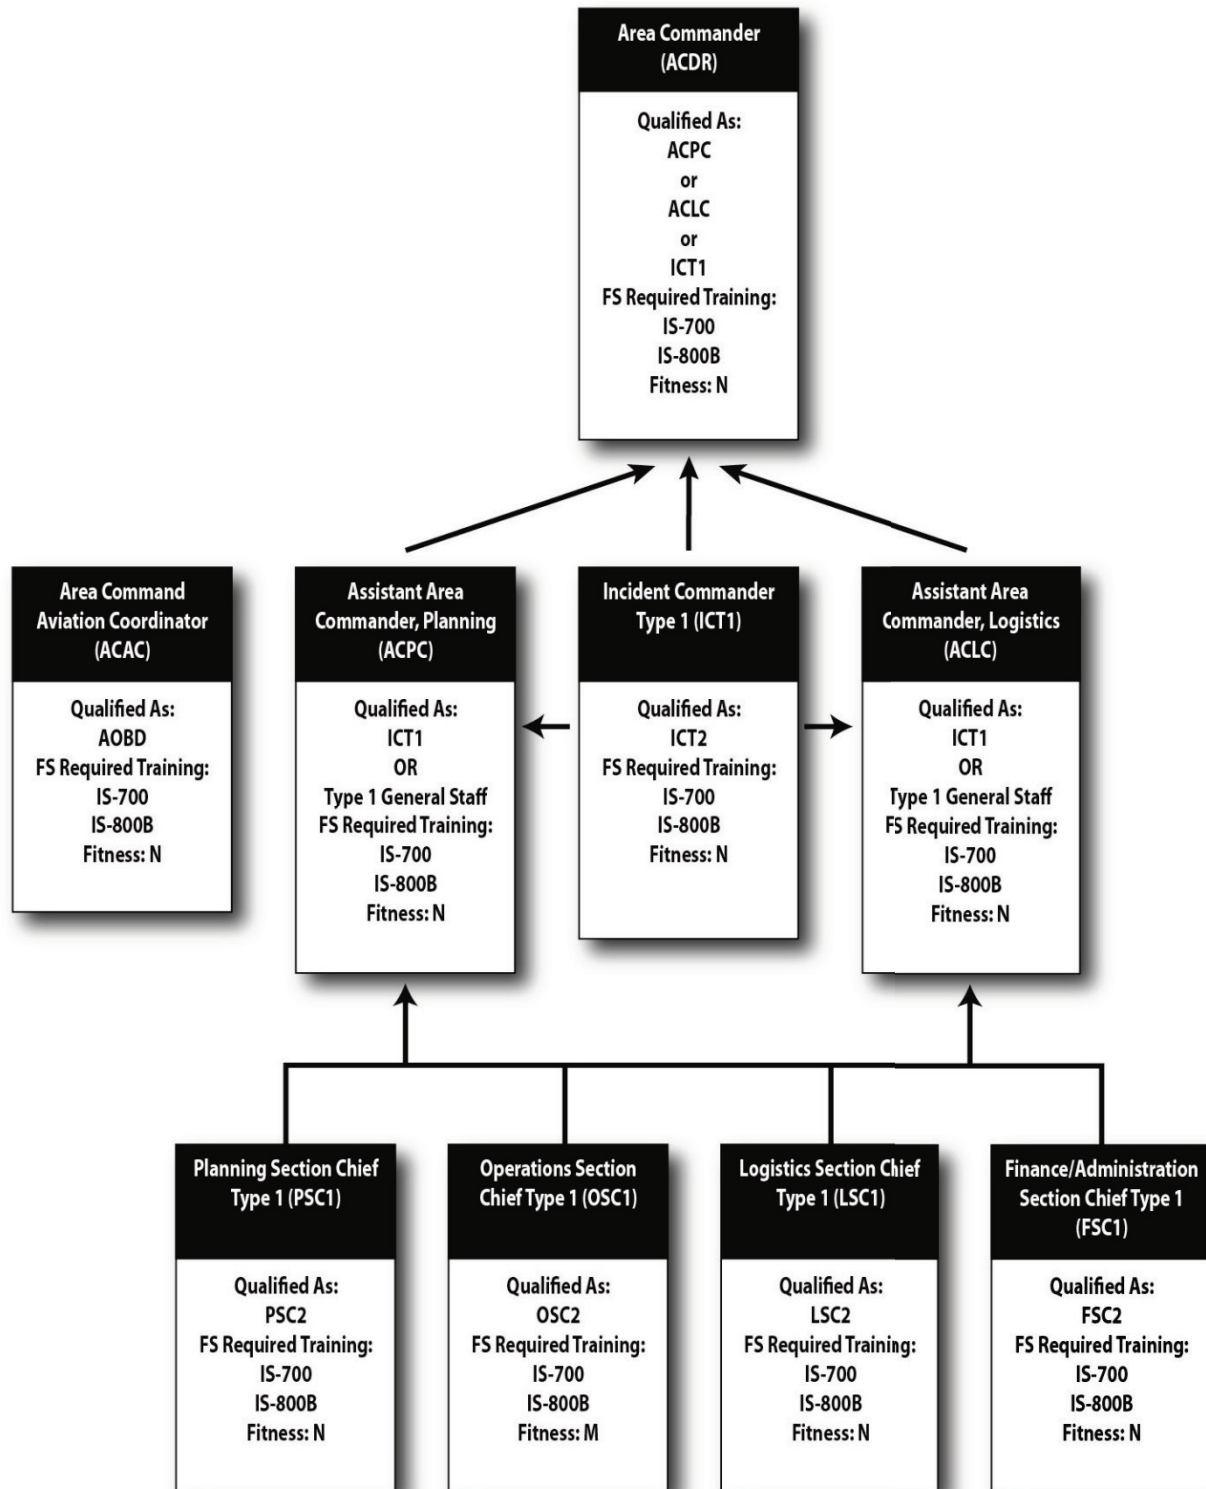 Area Commander
(ACDR)
Qualified As:
ACPC
or
ACLC
or
ICT1
FS Required Training:
IS-700
IS-800B
Fitness: N
Area Command
Aviation Coordinator
(ACAC)
Qualified As:
AOBD
FS Required Training:
IS-700
IS-800B
Fitness: N
Assistant Area
Commander, Planning
(ACPC)
Qualified As:
ICT1
OR
Type 1 General Staff
FS Required Training:
IS-700
IS-800B
Fitness: N
Incident Commander
Type 1 (ICT1)
Qualified As:
ICT2
FS Required Training:
IS-700
IS-800B
Fitness: N
Assistant Area
Commander, Logistics
(ACLC)
Qualified As:
ICT1
OR
Type 1 General Staff
FS Required Training:
IS-700
IS-800B
Fitness: N
Planning Section Chief
Type 1 (PSC1)
Qualified As:
PSC2
FS Required Training:
IS-700
IS-800B
Fitness: N
Operations Section
Chief Type 1 (OSC1)
Qualified As:
OSC2
FS Required Training:
IS-700
IS-800B
Fitness: M
Logistics Section Chief
Type 1 (LSC1)
Qualified As:
LSC2
FS Required Training:
IS-700
IS-800B
Fitness: N
Finance/Administration
Section Chief Type 1
(FSC1)
Qualified As:
FSC2
FS Required Training:
IS-700
IS-800B
Fitness: N